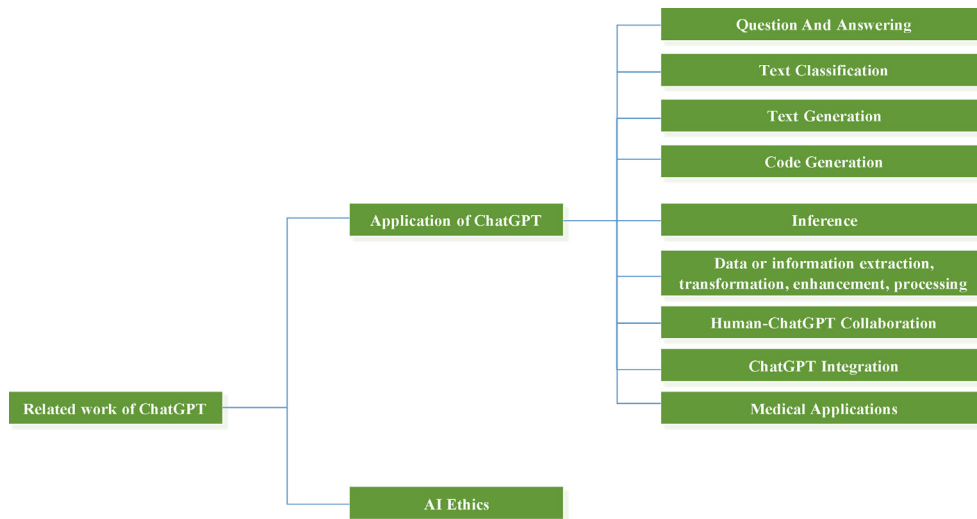 Question And Answering
Text Classification
Text Generation
Code Generation
Application of ChatGPT
Inference
Data or information extraction,
transformation, enhancement, processing
Human-ChatGPT Collaboration
ChatGPT Integration
Related work of ChatGPT
Medical Applications
AI Ethics